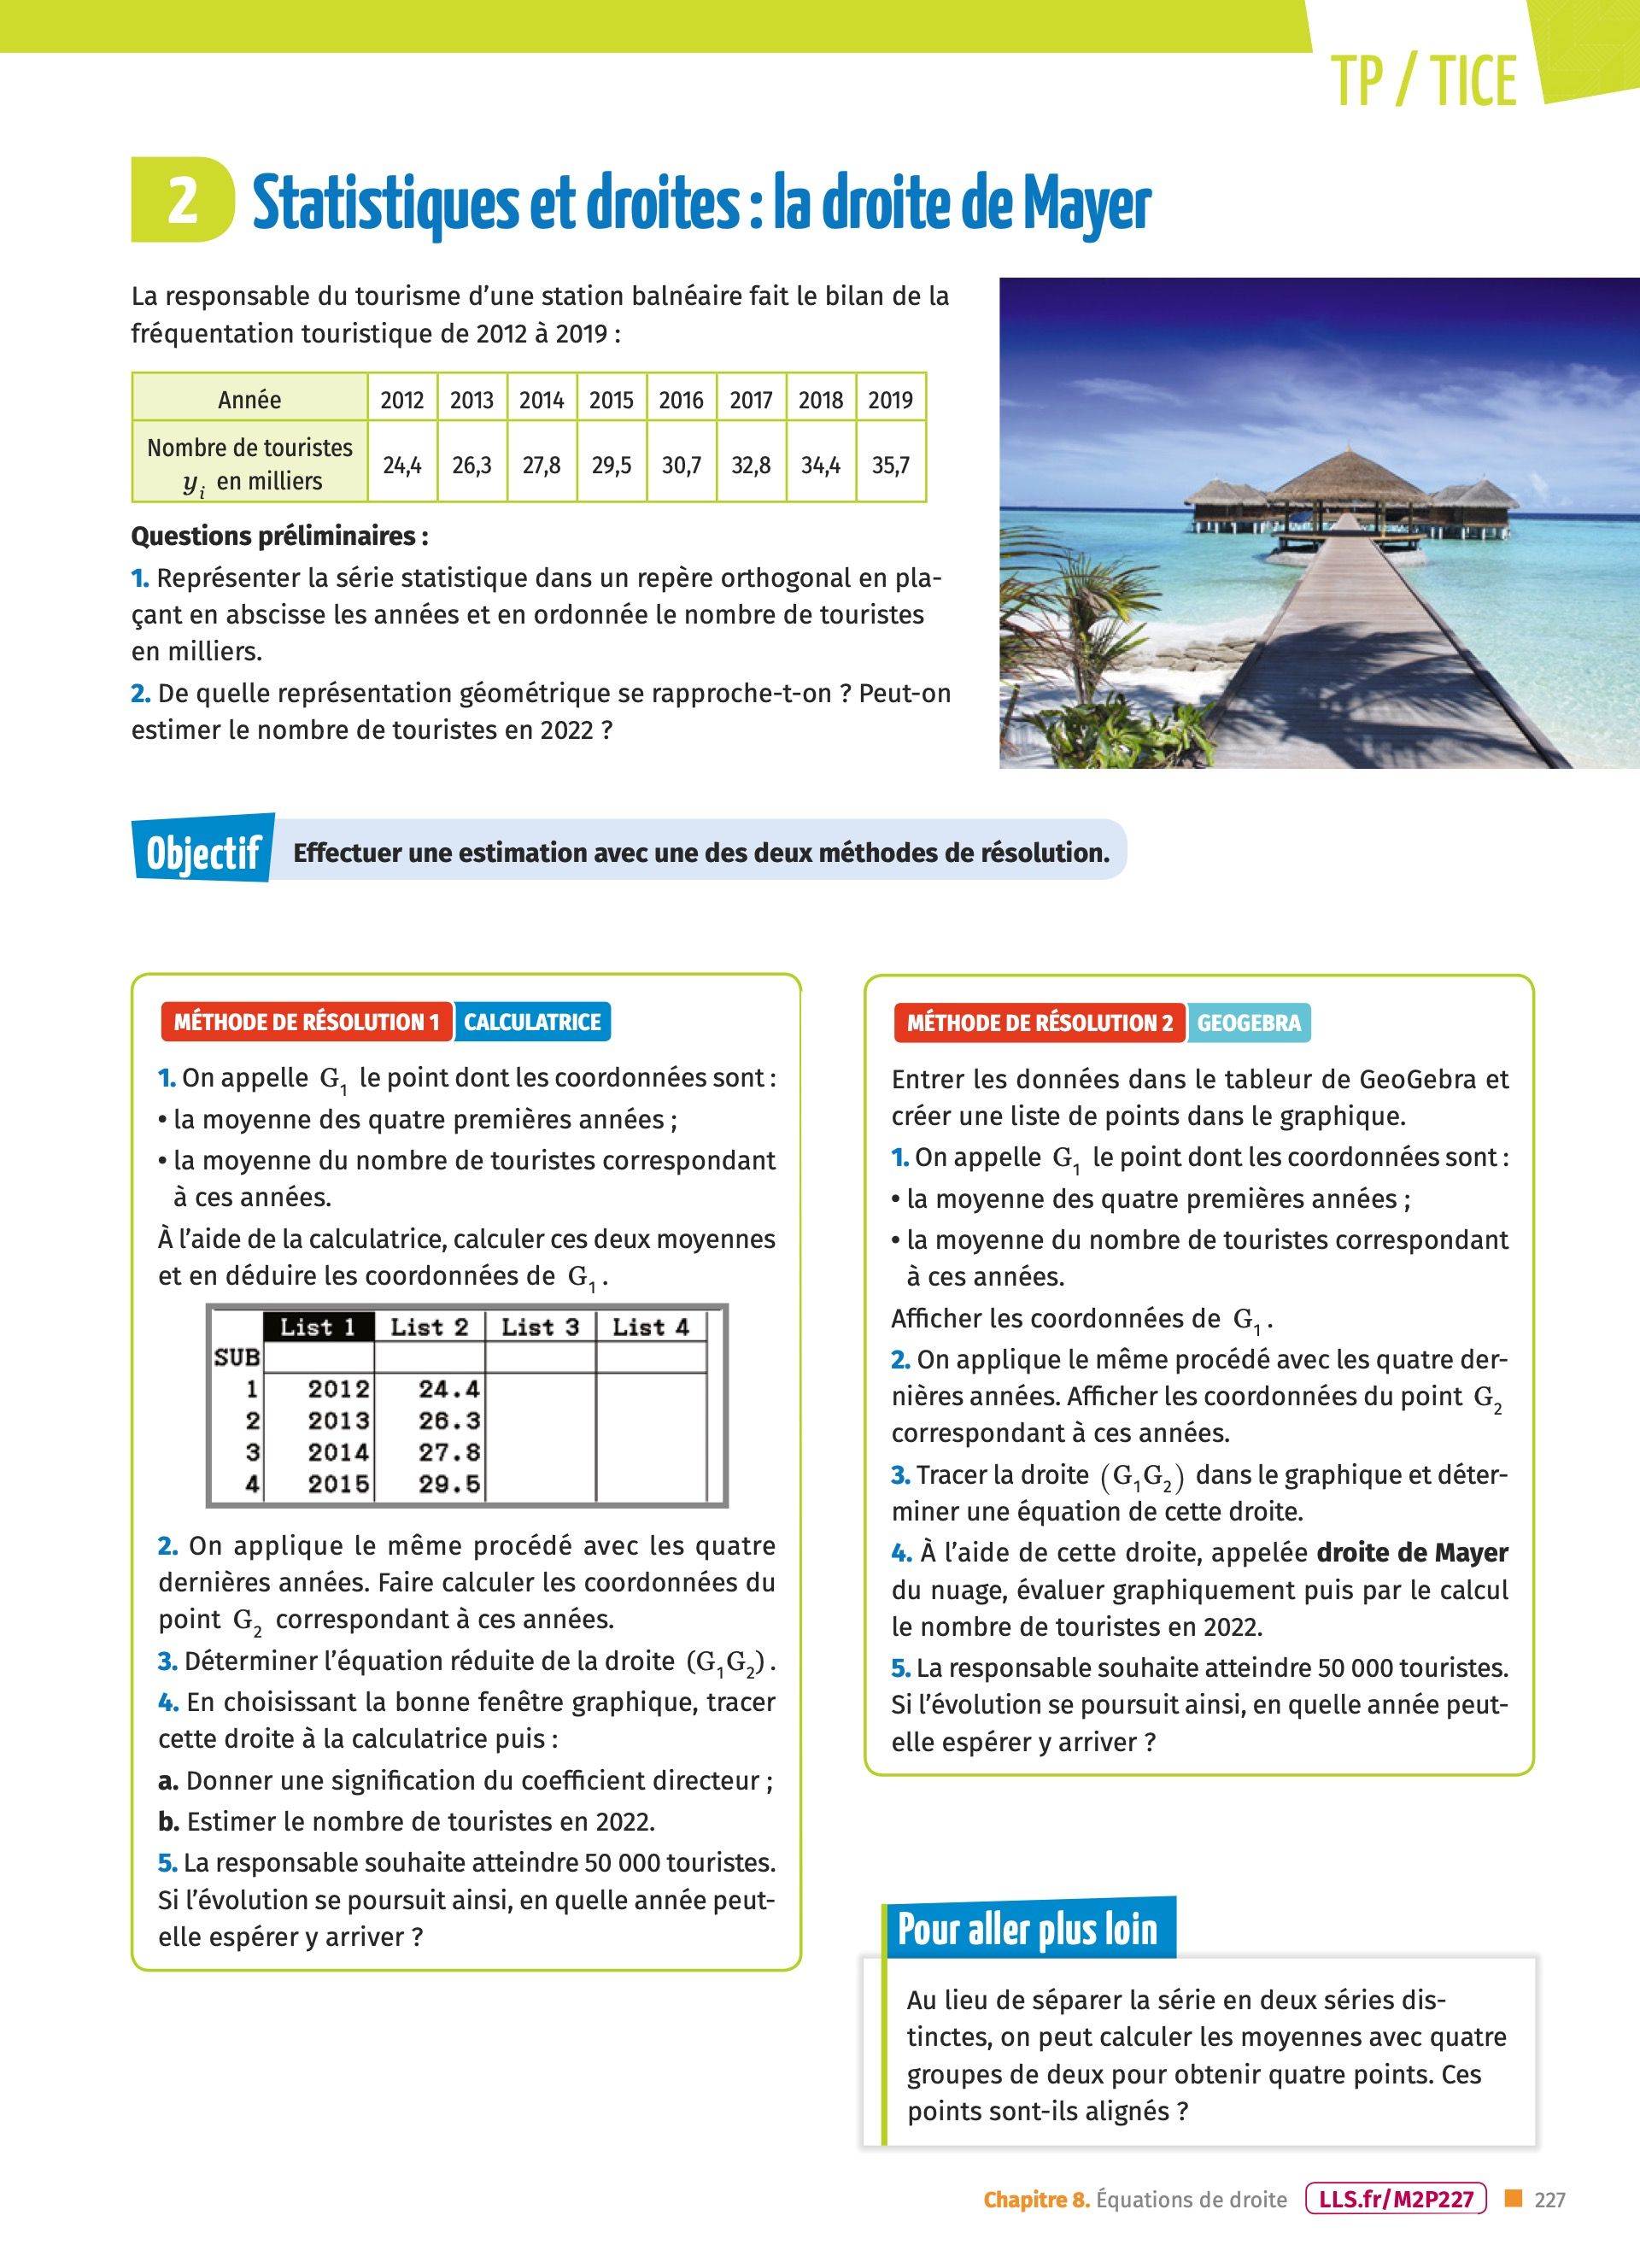 TP / TICE
2 Statistiques et droites : la droite de Mayer
La responsable du tourisme d’une station balnéaire fait le bilan de la
fréquentation touristique de 2012 à 2019 :
Année 2012 2013 2014 2015 2016 2017 2018 2019
Nombre de touristes
yᵢ en milliers 24,4 26,3 27,8 29,5 30,7 32,8 34,4 35,7
Questions préliminaires :
1. Représenter la série statistique dans un repère orthogonal en pla-
çant en abscisse les années et en ordonnée le nombre de touristes
en milliers.
2. De quelle représentation géométrique se rapproche-t-on ? Peut-on
estimer le nombre de touristes en 2022 ?
Objectif Effectuer une estimation avec une des deux méthodes de résolution.
MÉTHODE DE RÉSOLUTION 1 CALCULATRICE
1. On appelle G₁ le point dont les coordonnées sont :
• la moyenne des quatre premières années ;
• la moyenne du nombre de touristes correspondant
à ces années.
À l’aide de la calculatrice, calculer ces deux moyennes
et en déduire les coordonnées de G₁.
List 1 List 2 List 3 List 4
SUB
1 2012 24.4
2 2013 26.3
3 2014 27.8
4 2015 29.5
2. On applique le même procédé avec les quatre
dernières années. Faire calculer les coordonnées du
point G₂ correspondant à ces années.
3. Déterminer l’équation réduite de la droite (G₁G₂).
4. En choisissant la bonne fenêtre graphique, tracer
cette droite à la calculatrice puis :
a. Donner une signification du coefficient directeur ;
b. Estimer le nombre de touristes en 2022.
5. La responsable souhaite atteindre 50 000 touristes.
Si l’évolution se poursuit ainsi, en quelle année peut-
elle espérer y arriver ?
MÉTHODE DE RÉSOLUTION 2 GEOGEBRA
Entrer les données dans le tableur de GeoGebra et
créer une liste de points dans le graphique.
1. On appelle G₁ le point dont les coordonnées sont :
• la moyenne des quatre premières années ;
• la moyenne du nombre de touristes correspondant
à ces années.
Afficher les coordonnées de G₁.
2. On applique le même procédé avec les quatre der-
nières années. Afficher les coordonnées du point G₂
correspondant à ces années.
3. Tracer la droite (G₁G₂) dans le graphique et déter-
miner une équation de cette droite.
4. À l’aide de cette droite, appelée droite de Mayer
du nuage, évaluer graphiquement puis par le calcul
le nombre de touristes en 2022.
5. La responsable souhaite atteindre 50 000 touristes.
Si l’évolution se poursuit ainsi, en quelle année peut-
elle espérer y arriver ?
Pour aller plus loin
Au lieu de séparer la série en deux séries dis-
tinctes, on peut calculer les moyennes avec quatre
groupes de deux pour obtenir quatre points. Ces
points sont-ils alignés ?
Chapitre 8. Équations de droite LLS.fr/M2P227 227